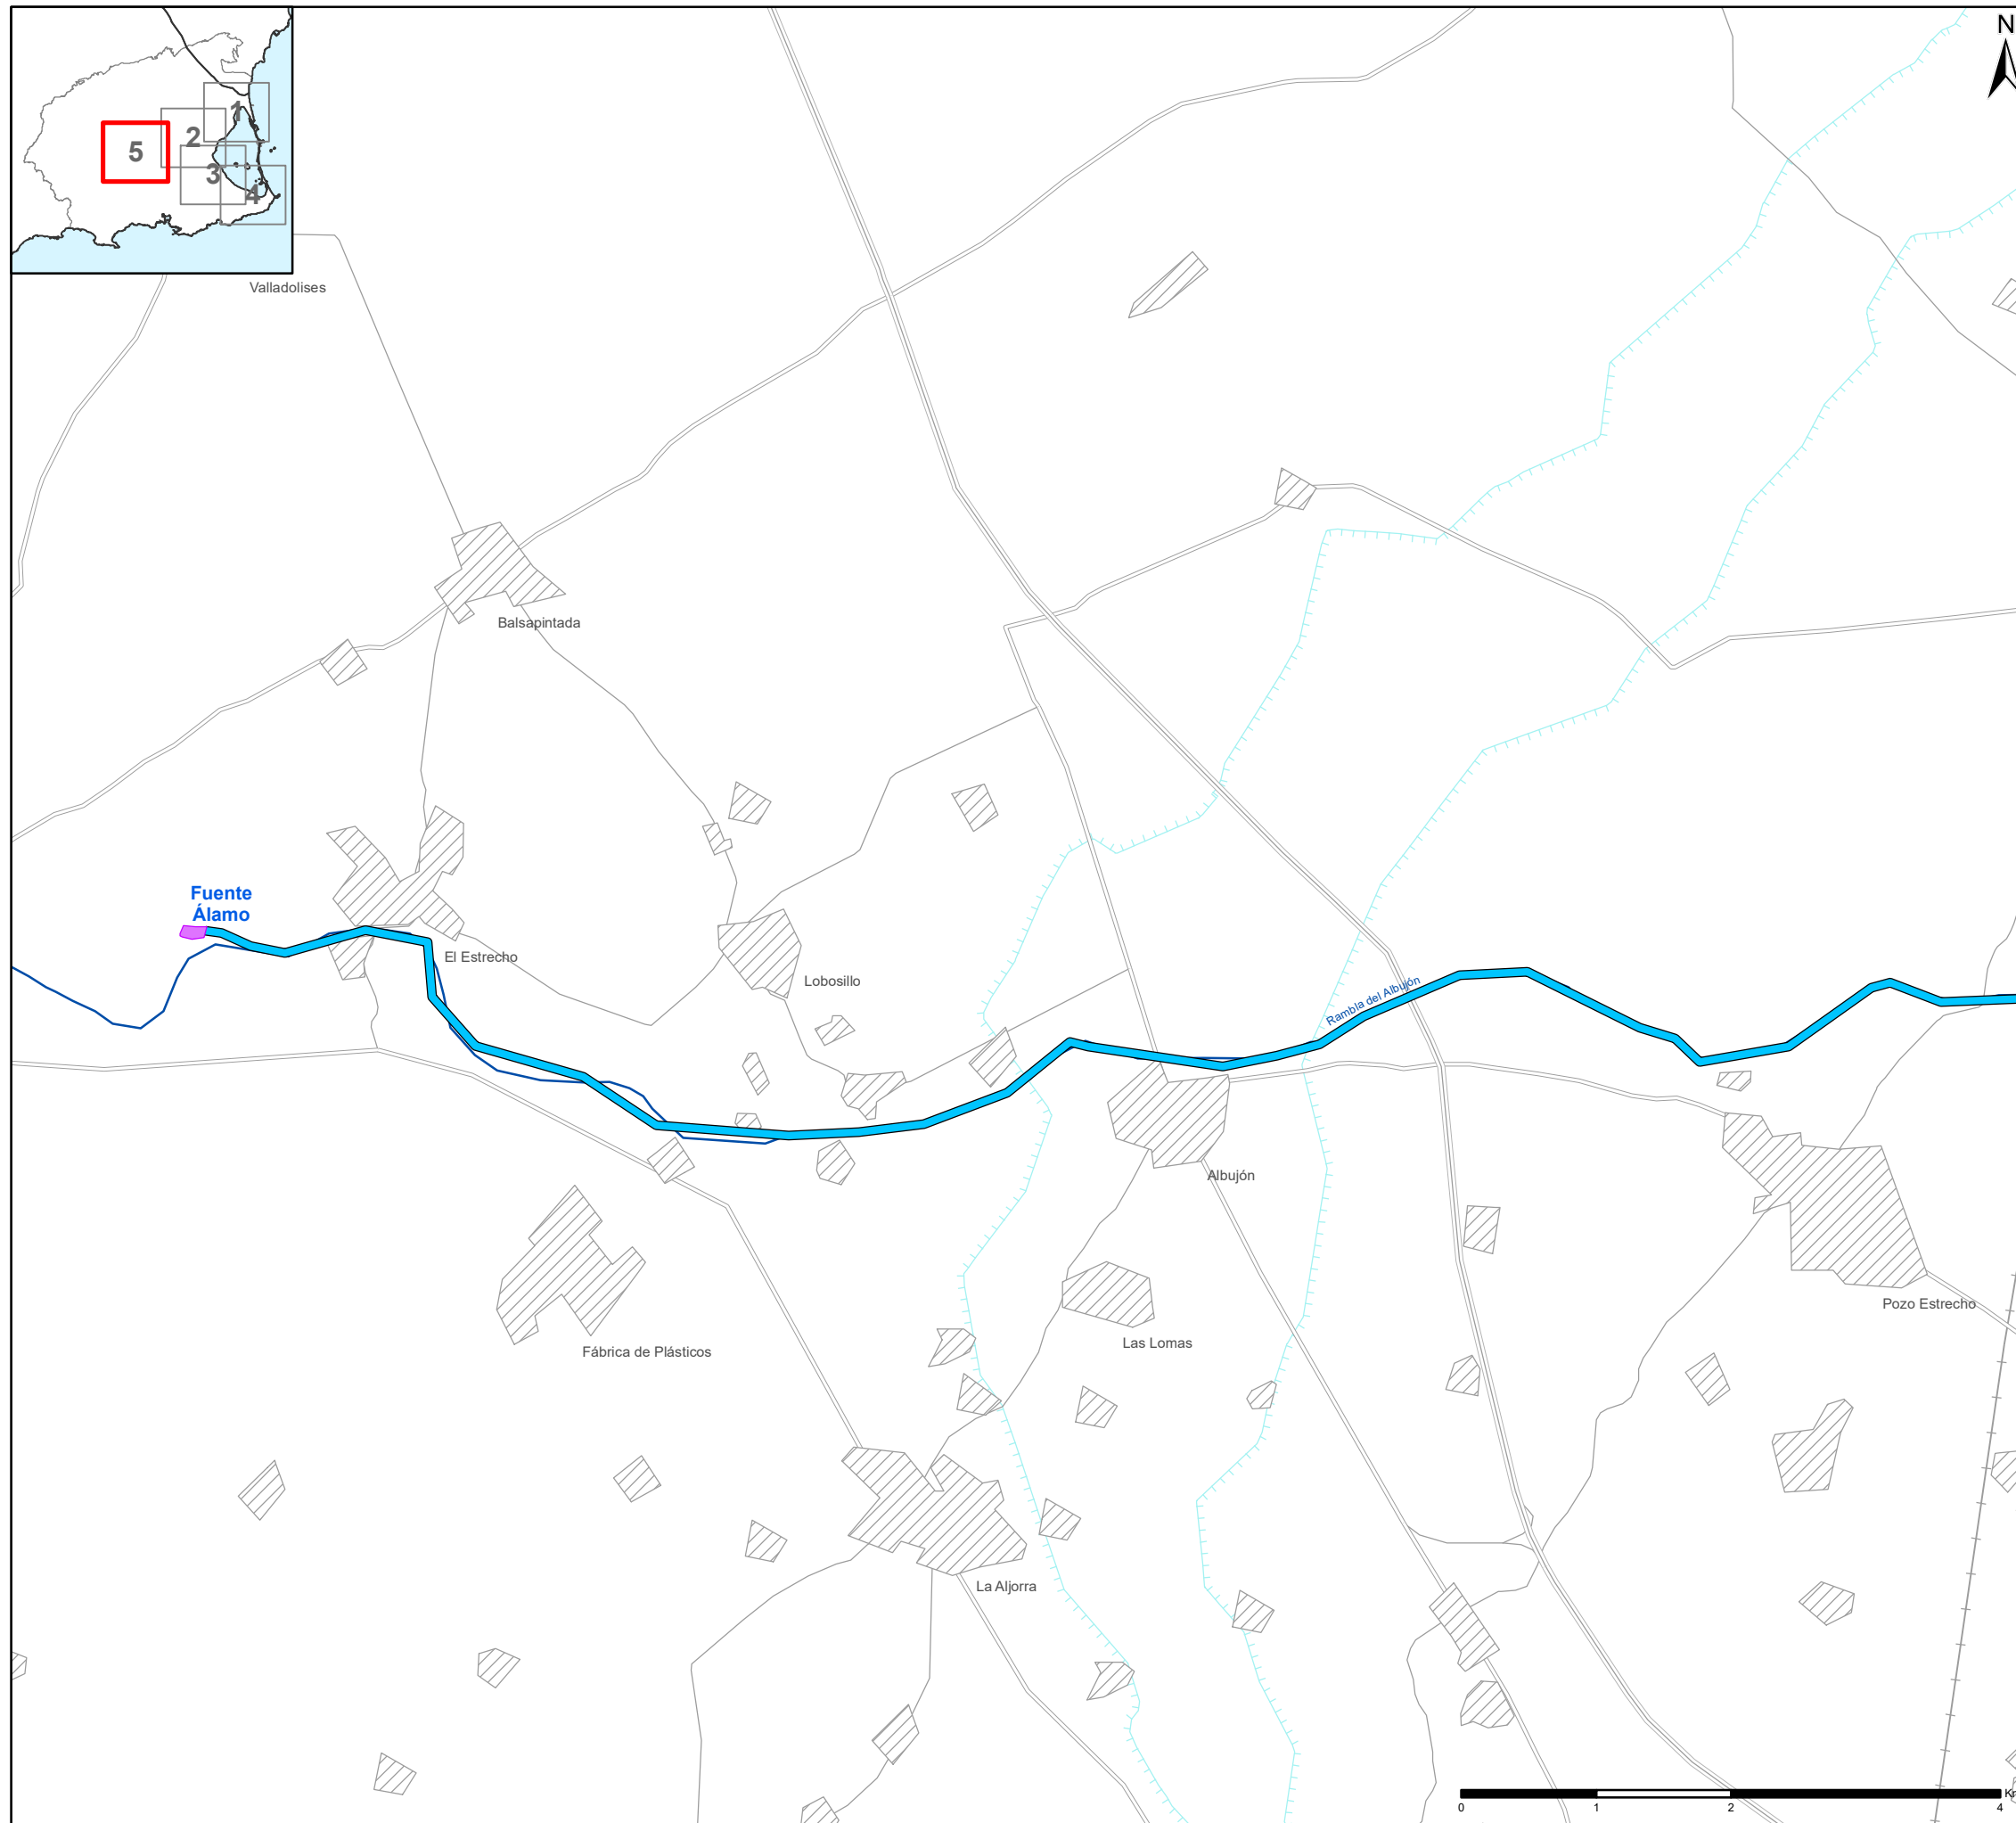 N
1
2
5
3
4
Valladolises
Balsapintada
Fuente
Álamo
El Estrecho
Lobosillo
Rambla del Albujón
Albujón
Pozo Estrecho
Las Lomas
Fábrica de Plásticos
La Aljorra
0 1 2 4